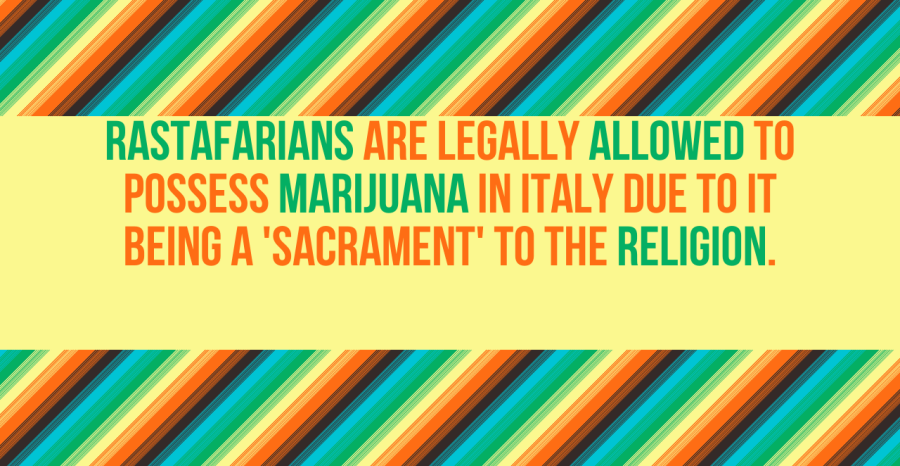 RASTAFARIANS ARE LEGALLY ALLOWED TO
POSSESS MARIJUANA IN ITALY DUE TO IT
BEING A 'SACRAMENT' TO THE RELIGION.